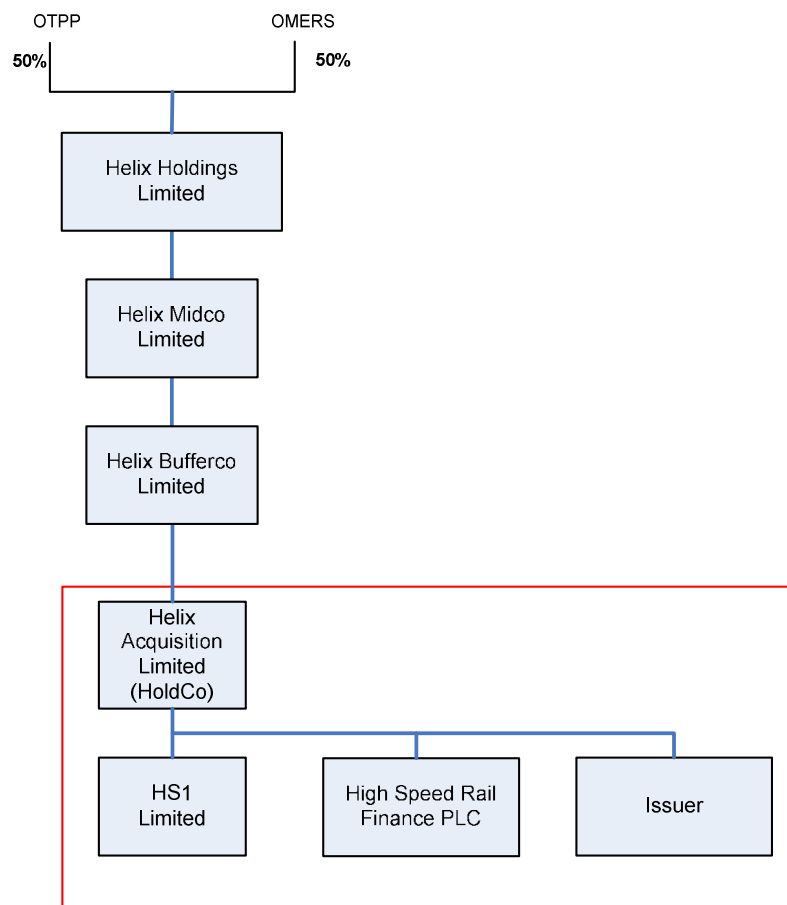 OTPP
OMERS
50%
50%
Helix Holdings
Limited
Helix Midco
Limited
Helix Bufferco
Limited
Helix
Acquisition
Limited
(HoldCo)
HS1
Limited
High Speed Rail
Finance PLC
Issuer